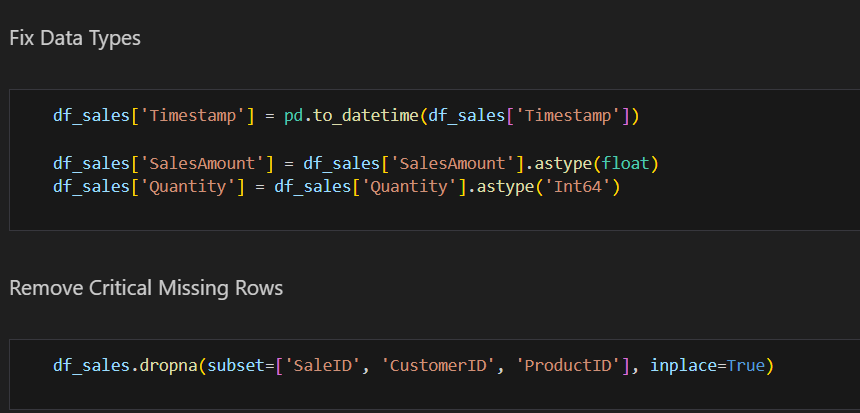 Fix Data Types
df_sales['Timestamp'] = pd.to_datetime(df_sales['Timestamp'])
df_sales['SalesAmount'] = df_sales['SalesAmount'].astype(float)
df_sales['Quantity'] = df_sales['Quantity'].astype('Int64')
Remove Critical Missing Rows
df_sales.dropna(subset=['SaleID', 'CustomerID', 'ProductID'], inplace=True)